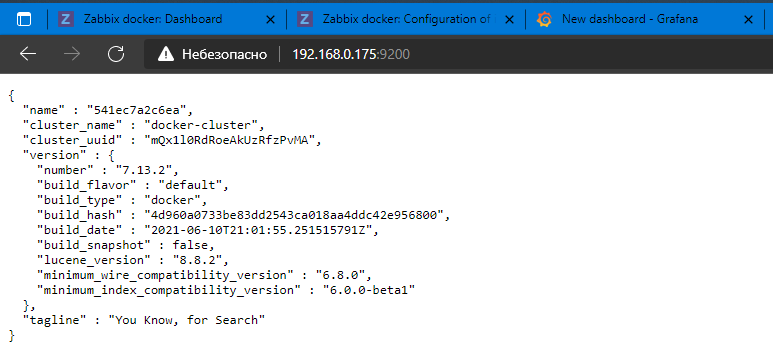 Zabbix docker: Dashboard
Zabbix docker: Configuration of
New dashboard - Grafana
Небезопасно 192.168.0.175:9200
{
"name" : "541ec7a2c6ea",
"cluster_name" : "docker-cluster",
"cluster_uuid" : "mQx1l0RdRoeAkUzRfzPvMA",
"version" : {
"number" : "7.13.2",
"build_flavor" : "default",
"build_type" : "docker",
"build_hash" : "4d960a0733be83dd2543ca018aa4ddc42e956800",
"build_date" : "2021-06-10T21:01:55.251515791Z",
"build_snapshot" : false,
"lucene_version" : "8.8.2",
"minimum_wire_compatibility_version" : "6.8.0",
"minimum_index_compatibility_version" : "6.0.0-beta1"
},
"tagline" : "You Know, for Search"
}